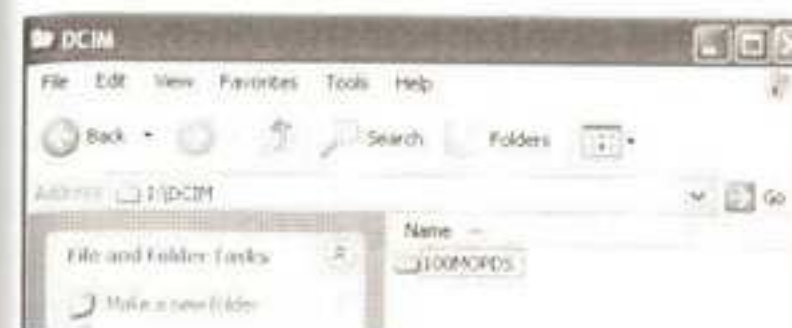 DCIM
File Edit View Favorites Tools Help
Back Search Folders
Address I:\DCIM Go
Name
File and Folder Tasks
100MOPDS
Make a new folder